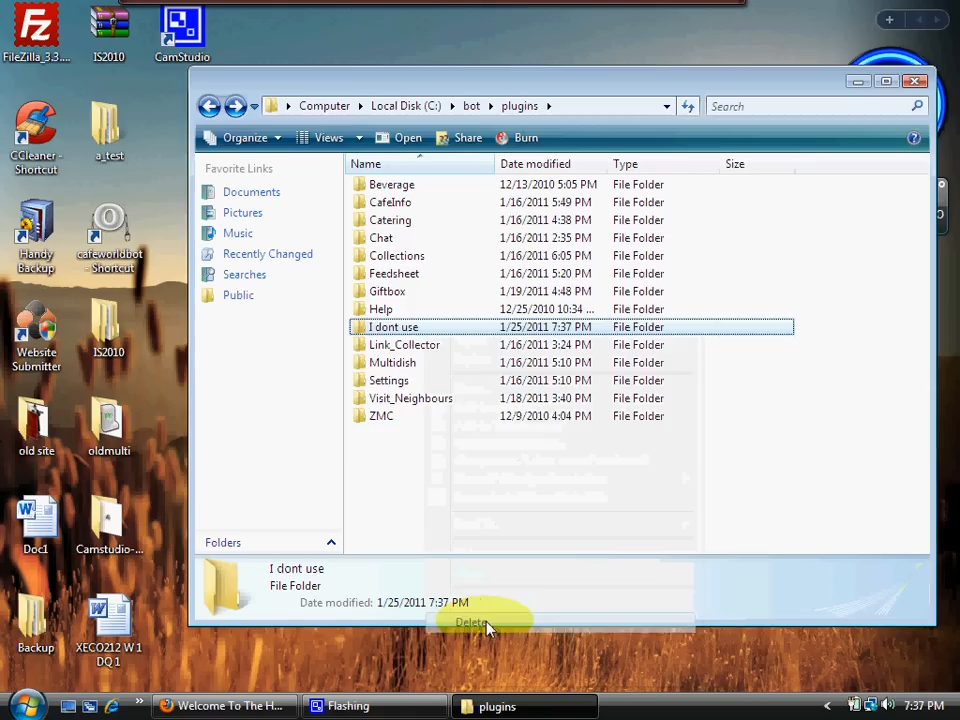 FileZilla_3.3....
IS2010
CamStudio
CCleaner - Shortcut
a_test
Handy Backup
cafeworldbot - Shortcut
Website Submitter
IS2010
old site
oldmulti
Doc1
Camstudio-...
Backup
XECO212 W 1 DQ 1
Computer
Local Disk (C:)
bot
plugins
Search
Organize
Views
Open
Share
Burn
Favorite Links
Documents
Pictures
Music
Recently Changed
Searches
Public
Folders
Name Date modified Type Size
Beverage 12/13/2010 5:05 PM File Folder
CafeInfo 1/16/2011 5:49 PM File Folder
Catering 1/16/2011 4:38 PM File Folder
Chat 1/16/2011 2:35 PM File Folder
Collections 1/16/2011 6:05 PM File Folder
Feedsheet 1/16/2011 5:20 PM File Folder
Giftbox 1/19/2011 4:48 PM File Folder
Help 12/25/2010 10:34 ... File Folder
I dont use 1/25/2011 7:37 PM File Folder
Link_Collector 1/16/2011 3:24 PM File Folder
Multidish 1/16/2011 5:10 PM File Folder
Settings 1/16/2011 5:10 PM File Folder
Visit_Neighbours 1/18/2011 3:40 PM File Folder
ZMC 12/9/2010 4:04 PM File Folder
I dont use
File Folder
Date modified: 1/25/2011 7:37 PM
Delete
Welcome To The H...
Flashing
plugins
7:37 PM